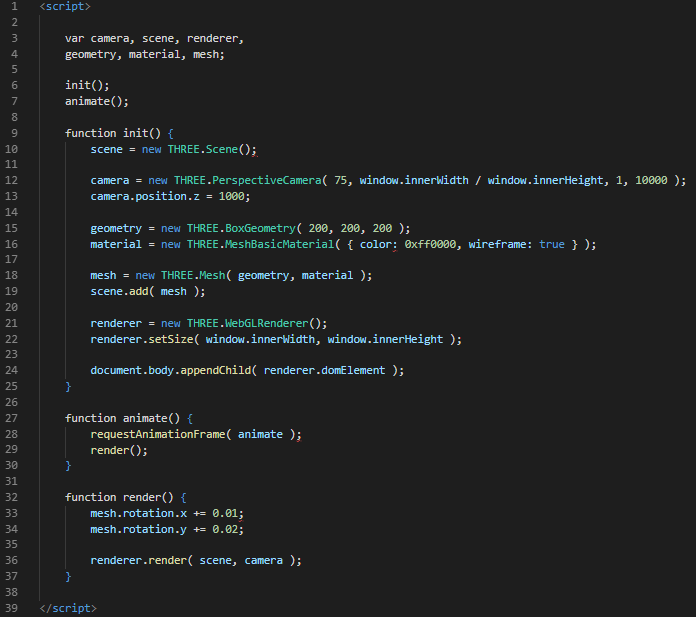 1 <script>
2
3 var camera, scene, renderer,
4 geometry, material, mesh;
5
6 init();
7 animate();
8
9 function init() {
10 scene = new THREE.Scene();
11
12 camera = new THREE.PerspectiveCamera( 75, window.innerWidth / window.innerHeight, 1, 10000 );
13 camera.position.z = 1000;
14
15 geometry = new THREE.BoxGeometry( 200, 200, 200 );
16 material = new THREE.MeshBasicMaterial( { color: 0xff0000, wireframe: true } );
17
18 mesh = new THREE.Mesh( geometry, material );
19 scene.add( mesh );
20
21 renderer = new THREE.WebGLRenderer();
22 renderer.setSize( window.innerWidth, window.innerHeight );
23
24 document.body.appendChild( renderer.domElement );
25 }
26
27 function animate() {
28 requestAnimationFrame( animate );
29 render();
30 }
31
32 function render() {
33 mesh.rotation.x += 0.01;
34 mesh.rotation.y += 0.02;
35
36 renderer.render( scene, camera );
37 }
38
39 </script>